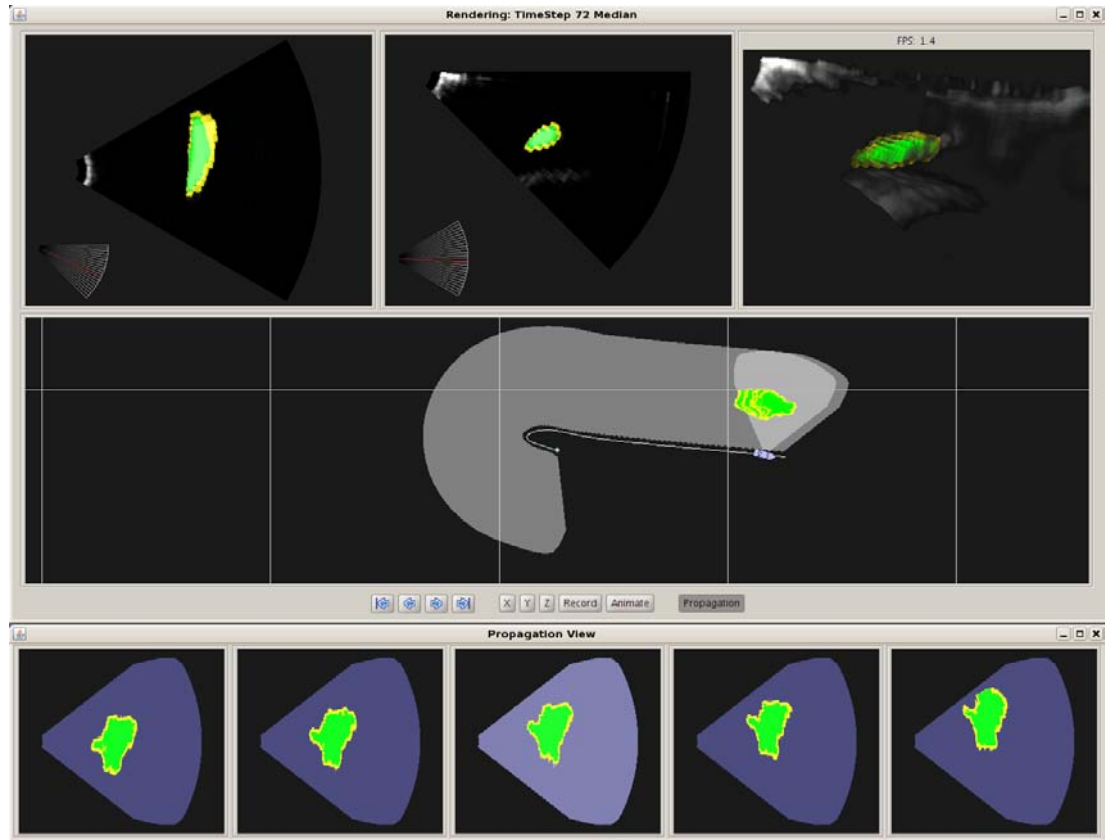 Rendering: TimeStep 72 Median
FPS: 1.4
X Y Z Record Animate Propagation
Propagation View